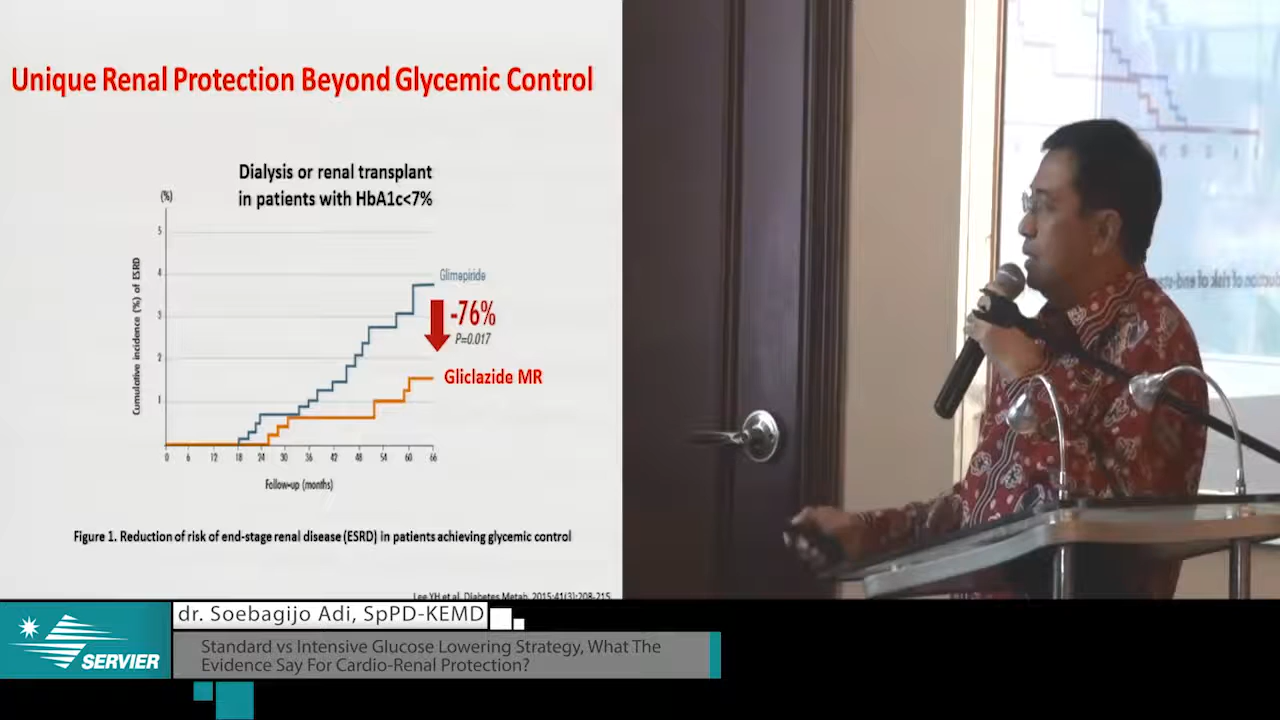 Unique Renal Protection Beyond Glycemic Control
Dialysis or renal transplant
in patients with HbA1c<7%
(%)
5
4
3
2
1
Cumulative incidence (%) of ESRD
Glimepiride
-76%
P=0.017
Gliclazide MR
0 6 12 18 24 30 36 42 48 54 60 66
Follow-up (months)
Figure 1. Reduction of risk of end-stage renal disease (ESRD) in patients achieving glycemic control
Lee YH et al. Diabetes Metab. 2015;41(3):208-215.
dr. Soebagijo Adi, SpPD-KEMD
SERVIER
Standard vs Intensive Glucose Lowering Strategy, What The
Evidence Say For Cardio-Renal Protection?